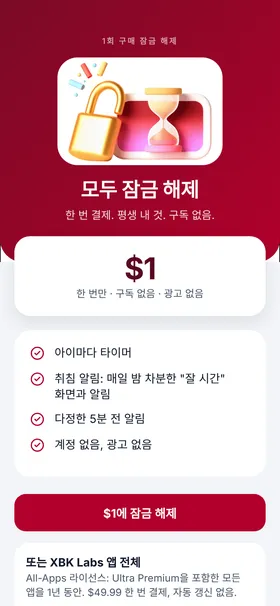 1회 구매 잠금 해제
모두 잠금 해제
한 번 결제. 평생 내 것. 구독 없음.
$1
한 번만 · 구독 없음 · 광고 없음
아이마다 타이머
취침 알림: 매일 밤 차분한 "잘 시간"
화면과 알림
다정한 5분 전 알림
계정 없음, 광고 없음
$1에 잠금 해제
또는 XBK Labs 앱 전체
All-Apps 라이선스: Ultra Premium을 포함한 모든
앱을 1년 동안. $49.99 한 번 결제, 자동 갱신 없음.